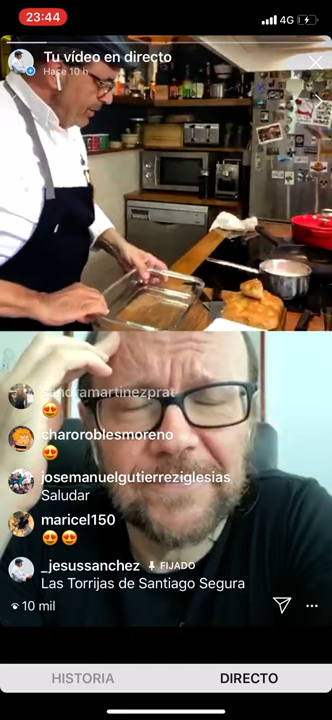 23:44
4G
Tu vídeo en directo
Hace 10 h
sandramartinezprat
😍
charoroblesmoreno
😍
josemanuelgutierreziglesias
Saludar
maricel150
😍😍
_jesussanchez FIJADO
Las Torrijas de Santiago Segura
10 mil
HISTORIA
DIRECTO